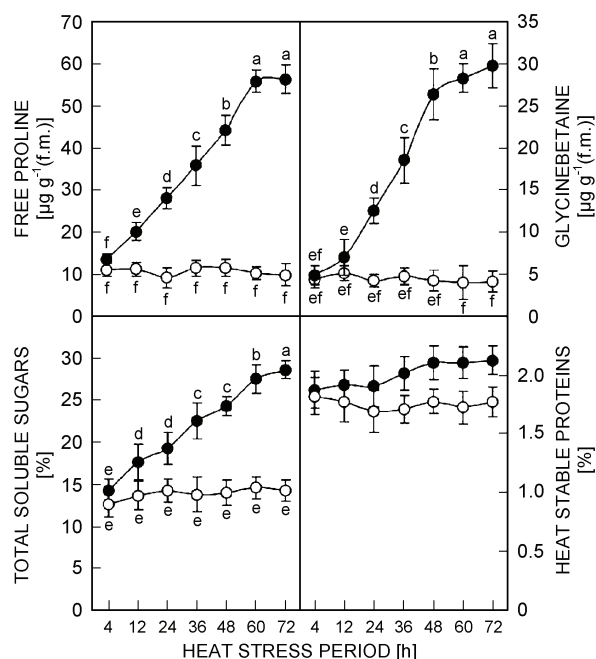 FREE PROLINE
[µg g⁻¹(f.m.)]
70
60
50
40
30
20
10
0
f
e
d
c
b
a
a
f
f
f
f
f
f
f
35
30
25
20
15
10
5
0
GLYCINEBETAINE
[µg g⁻¹(f.m.)]
ef
e
d
c
b
a
a
ef
ef
ef
ef
ef
f
f
TOTAL SOLUBLE SUGARS
[%]
30
25
20
15
10
5
0
e
d
d
c
c
b
a
e
e
e
e
e
e
e
2.0
1.0
0
HEAT STABLE PROTEINS
[%]
4 12 24 36 48 60 72 4 12 24 36 48 60 72
HEAT STRESS PERIOD [h]